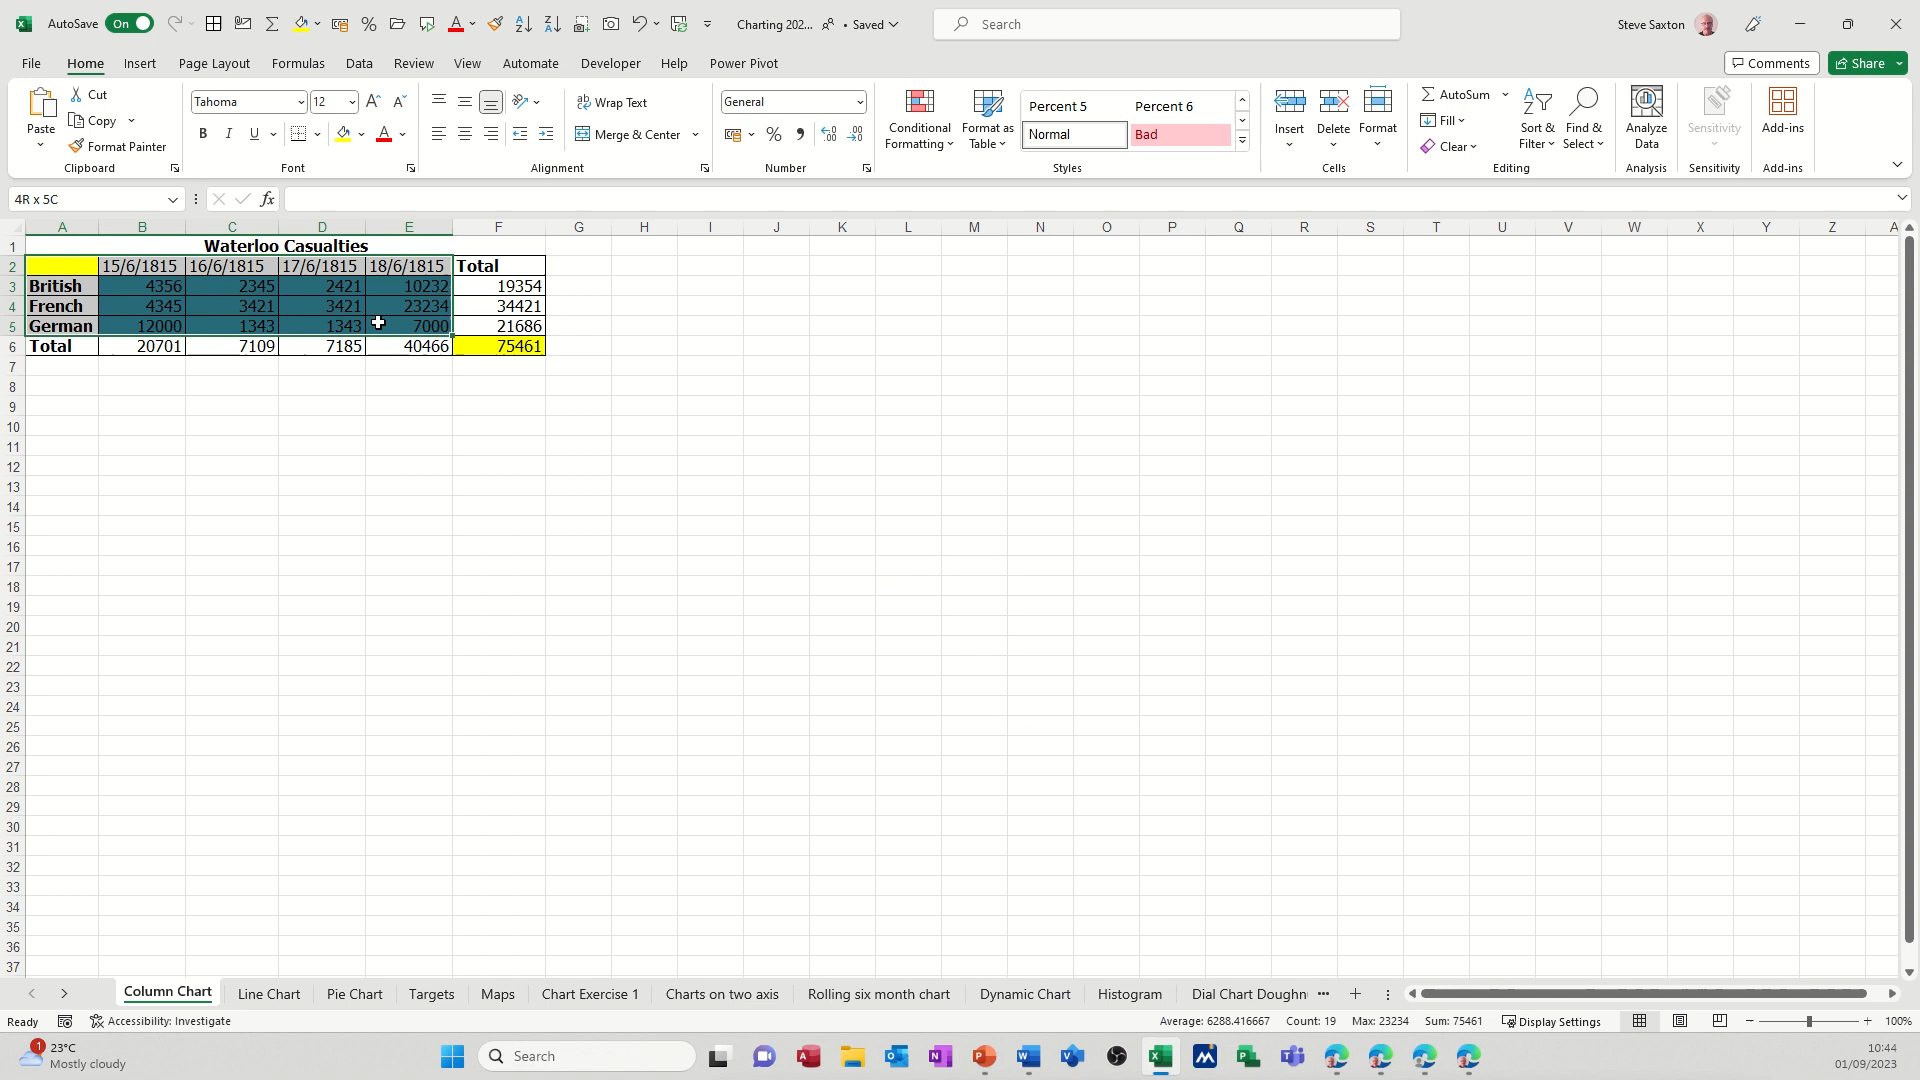 AutoSave On Charting 202... • Saved Search Steve Saxton
File Home Insert Page Layout Formulas Data Review View Automate Developer Help Power Pivot Comments Share
Paste Cut Copy Format Painter Clipboard
Tahoma 12 B I U Font
Wrap Text Merge & Center Alignment
General % , Number
Conditional Formatting Format as Table Percent 5 Percent 6 Normal Bad Styles
Insert Delete Format Cells
AutoSum Fill Clear Sort & Filter Find & Select Editing
Analyze Data Analysis
Sensitivity Sensitivity
Add-ins Add-ins
4R x 5C fx
A B C D E F G H I J K L M N O P Q R S T U V W X Y Z A
1 Waterloo Casualties
2 15/6/1815 16/6/1815 17/6/1815 18/6/1815 Total
3 British 4356 2345 2421 10232 19354
4 French 4345 3421 3421 23234 34421
5 German 12000 1343 1343 7000 21686
6 Total 20701 7109 7185 40466 75461
7
8
9
10
11
12
13
14
15
16
17
18
19
20
21
22
23
24
25
26
27
28
29
30
31
32
33
34
35
36
37
Column Chart Line Chart Pie Chart Targets Maps Chart Exercise 1 Charts on two axis Rolling six month chart Dynamic Chart Histogram Dial Chart Doughn ...
Ready Accessibility: Investigate Average: 6288.416667 Count: 19 Max: 23234 Sum: 75461 Display Settings 100%
1 23°C Search 10:44
Mostly cloudy 01/09/2023